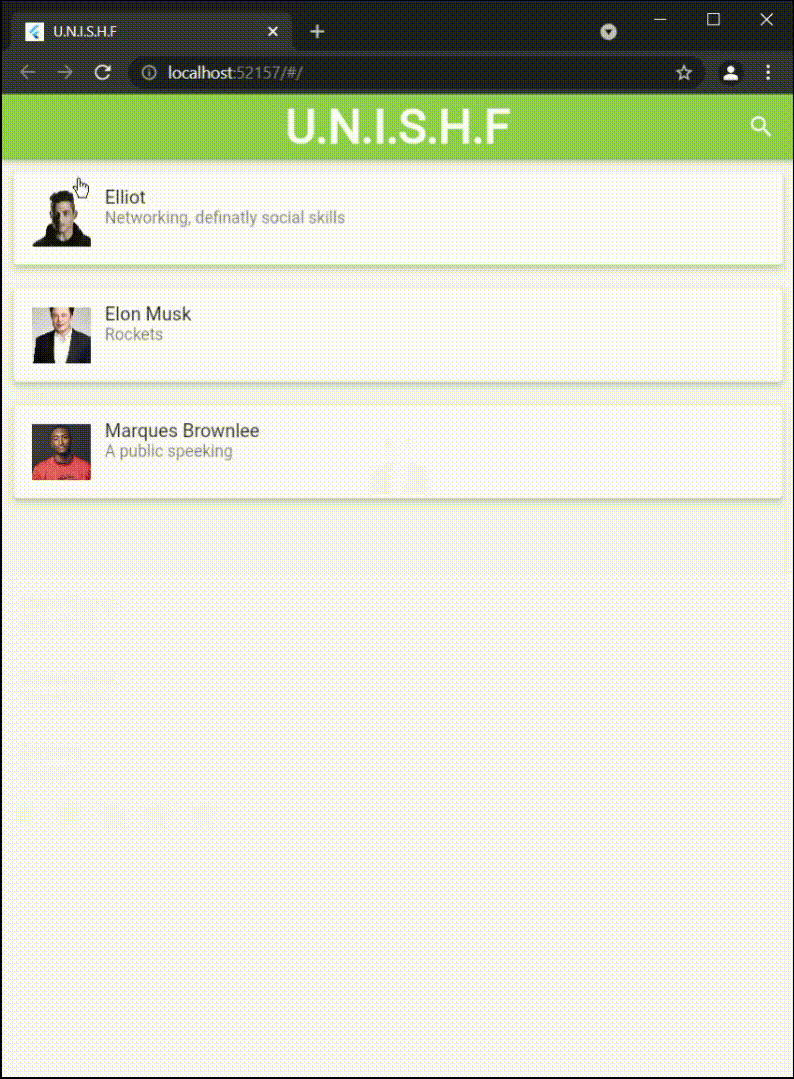 U.N.I.S.H.F
localhost:52157/#/
U.N.I.S.H.F
Elliot
Networking, definatly social skills
Elon Musk
Rockets
Marques Brownlee
A public speeking